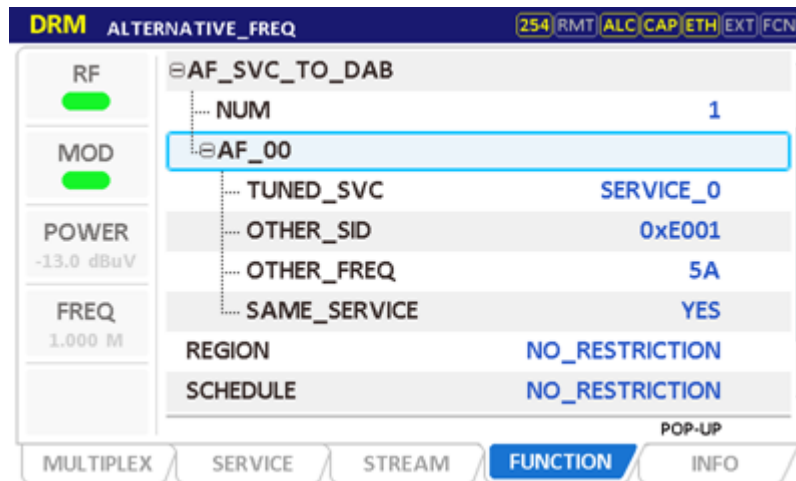 DRM ALTERNATIVE_FREQ 254 RMT ALC CAP ETH EXT FCN
RF
MOD
POWER
-13.0 dBuV
FREQ
1.000 M
AF_SVC_TO_DAB
NUM 1
AF_00
TUNED_SVC SERVICE_0
OTHER_SID 0xE001
OTHER_FREQ 5A
SAME_SERVICE YES
REGION NO_RESTRICTION
SCHEDULE NO_RESTRICTION
POP-UP
MULTIPLEX SERVICE STREAM FUNCTION INFO